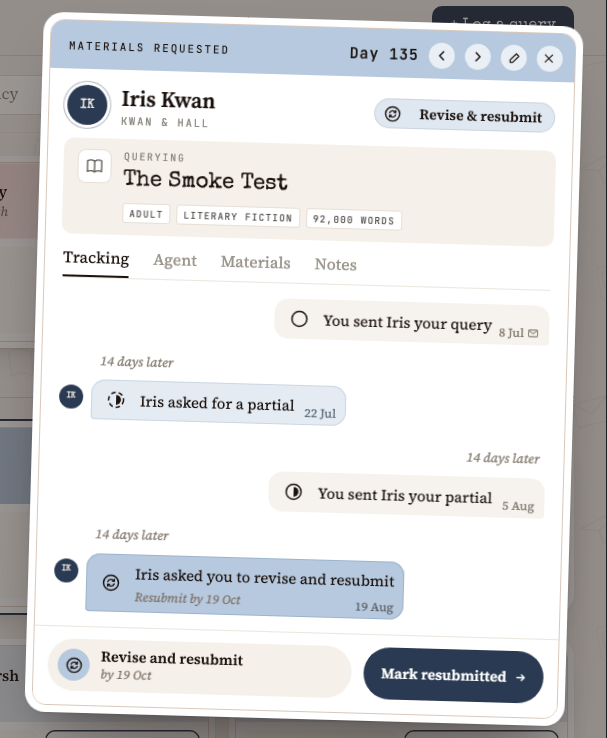 + Log a query
cy
MATERIALS REQUESTED
Day 135
IK
Iris Kwan
KWAN & HALL
Revise & resubmit
QUERYING
The Smoke Test
ADULT
LITERARY FICTION
92,000 WORDS
Tracking
Agent
Materials
Notes
You sent Iris your query
8 Jul
14 days later
IK
Iris asked for a partial
22 Jul
14 days later
You sent Iris your partial
5 Aug
14 days later
IK
Iris asked you to revise and resubmit
Resubmit by 19 Oct
19 Aug
Revise and resubmit
by 19 Oct
Mark resubmitted →
rsh